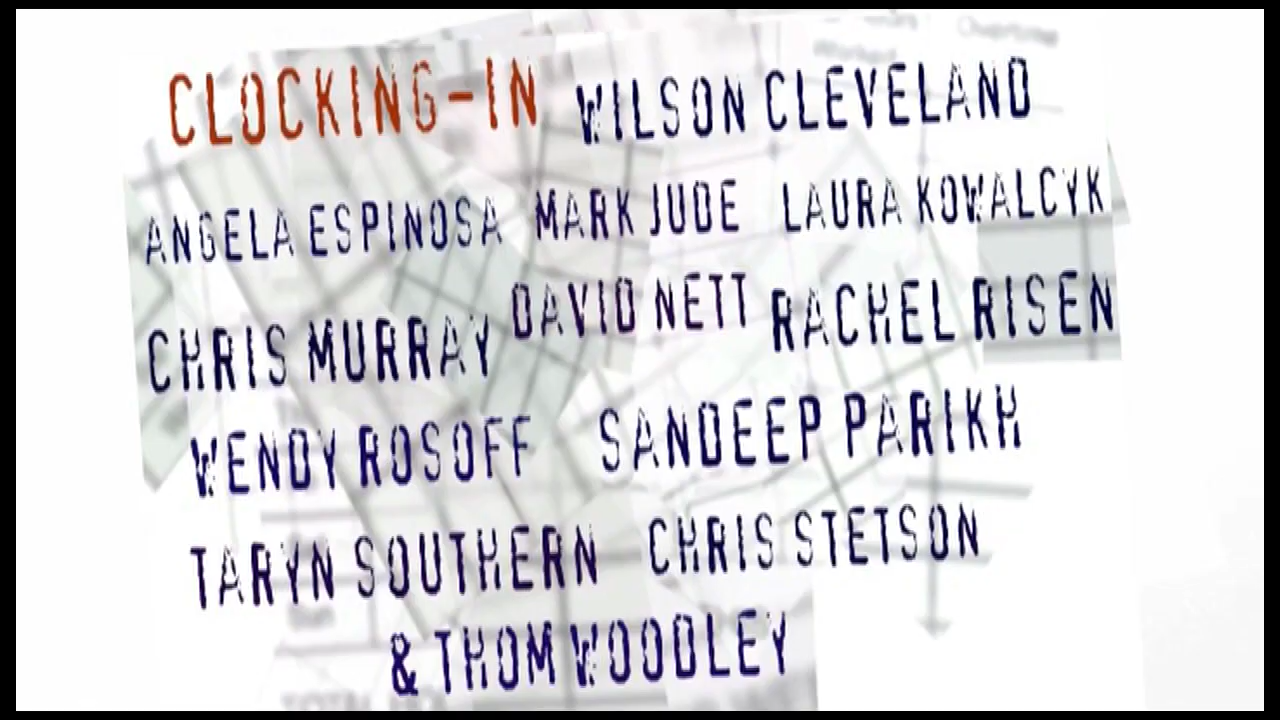 CLOCKING-IN WILSON CLEVELAND
ANGELA ESPINOSA MARK JUDE LAURA KOWALCYK
CHRIS MURRAY DAVID NETT RACHEL RISEN
WENDY ROSOFF SANDEEP PARIKH
TARYN SOUTHERN CHRIS STETSON
& THOM WOODLEY